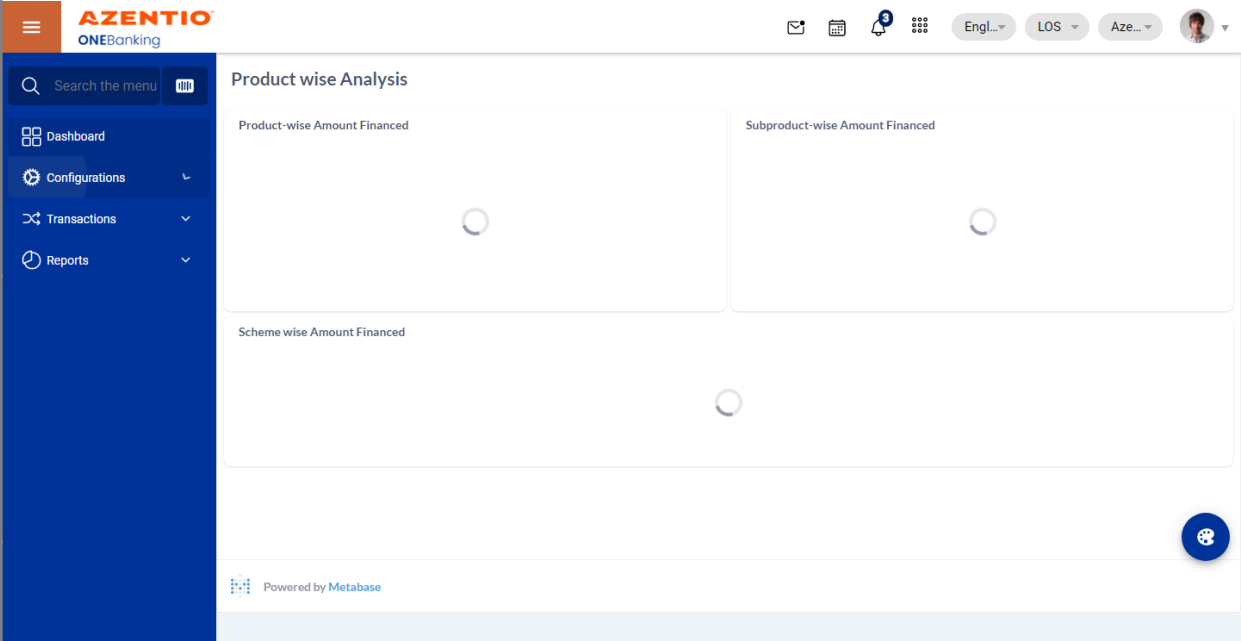 AZENTIO™
ONEBanking
3
Engl...
LOS
Aze...
Search the menu
Dashboard
Configurations
Transactions
Reports
Product wise Analysis
Product-wise Amount Financed
Subproduct-wise Amount Financed
Scheme wise Amount Financed
Powered by Metabase